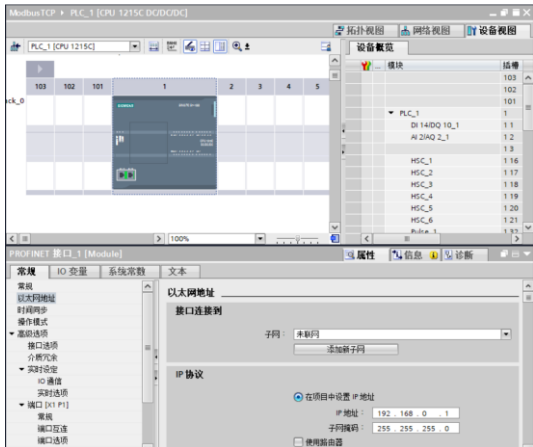 ModbusTCP ▸ PLC_1 [CPU 1215C DC/DC/DC]
拓扑视图 网络视图 设备视图
PLC_1 [CPU 1215C]
设备概览
模块 插槽
103 102 101 1 2 3 4 5
ck_0
103
102
101
PLC_1 1
DI 14/DQ 10_1 1 1
AI 2/AQ 2_1 1 2
1 3
HSC_1 1 16
HSC_2 1 17
HSC_3 1 18
HSC_4 1 19
HSC_5 1 20
HSC_6 1 21
Pulse_1 1 32
100%
PROFINET 接口_1 [Module]
属性 信息 诊断
常规 IO 变量 系统常数 文本
常规
以太网地址
时间同步
操作模式
高级选项
接口选项
介质冗余
实时设定
IO 通信
实时选项
端口 [X1 P1]
常规
端口互连
端口选项
以太网地址
接口连接到
子网： 未联网
添加新子网
IP 协议
在项目中设置 IP 地址
IP 地址： 192 . 168 . 0 . 1
子网掩码： 255 . 255 . 255 . 0
使用路由器